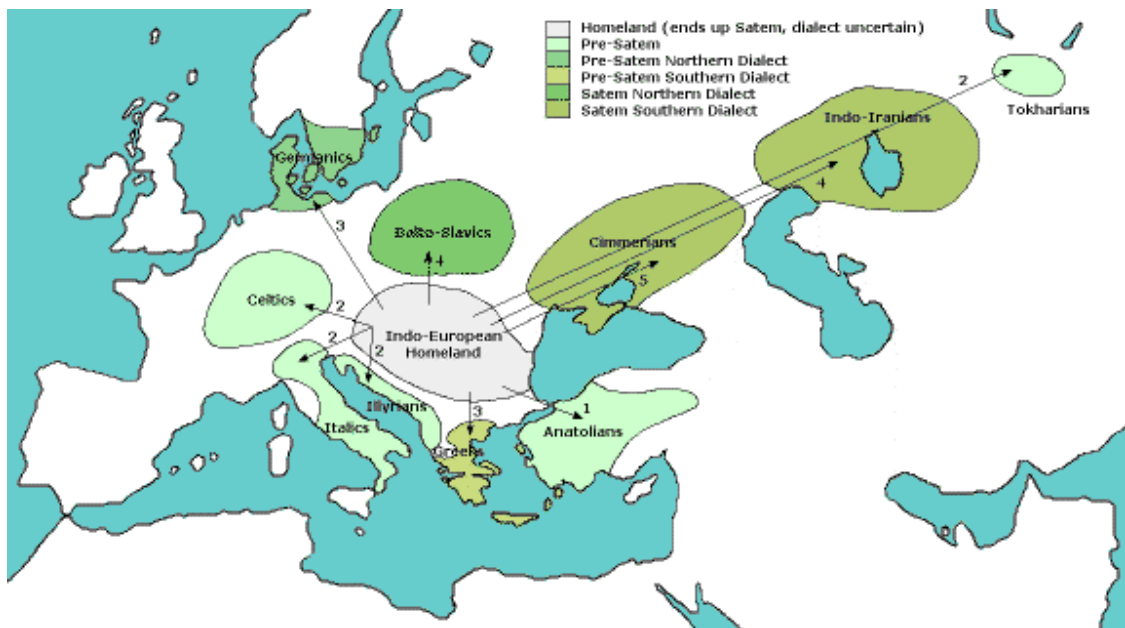 Homeland (ends up Satem, dialect uncertain)
Pre-Satem
Pre-Satem Northern Dialect
Pre-Satem Southern Dialect
Satem Northern Dialect
Satem Southern Dialect
2
Tokharians
Indo-Iranians
4
Germanics
3
Balto-Slavics
4
Cimmerians
5
Celtics
2
2
2
Indo-European
Homeland
Illyrians
3
1
Italics
Anatolians
Greeks